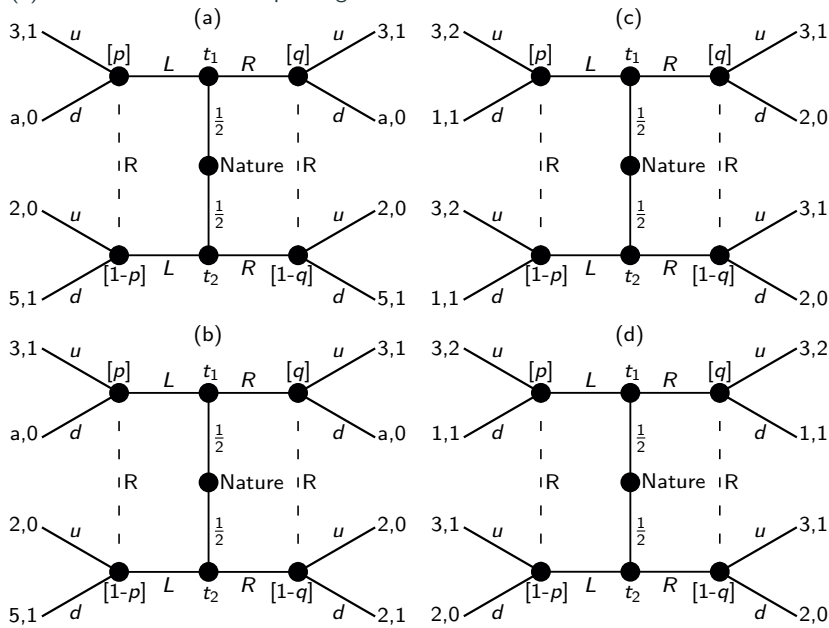 (a)
3,1 u [p] L t₁ R [q] u 3,1
a,0 d d a,0
½
R Nature R
½
2,0 u u 2,0
[1-p] L t₂ R [1-q]
5,1 d d 5,1
(c)
3,2 u [p] L t₁ R [q] u 3,1
1,1 d d 2,0
½
R Nature R
½
3,2 u u 3,1
[1-p] L t₂ R [1-q]
1,1 d d 2,0
(b)
3,1 u [p] L t₁ R [q] u 3,1
a,0 d d a,0
½
R Nature R
½
2,0 u u 2,0
[1-p] L t₂ R [1-q]
5,1 d d 2,1
(d)
3,2 u [p] L t₁ R [q] u 3,2
1,1 d d 1,1
½
R Nature R
½
3,1 u u 3,1
[1-p] L t₂ R [1-q]
2,0 d d 2,0